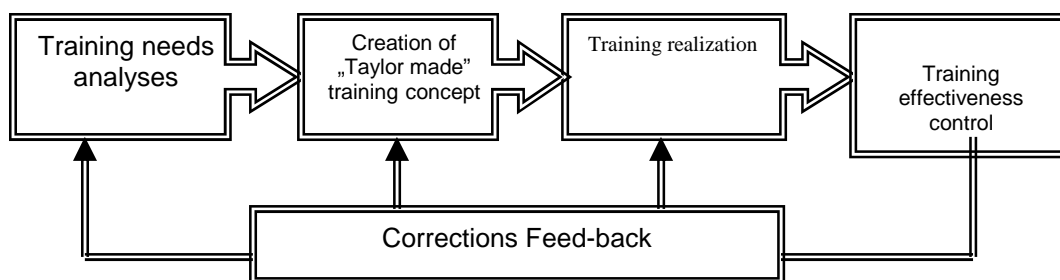 Training needs
analyses
Creation of
„Taylor made”
training concept
Training realization
Training
effectiveness
control
Corrections Feed-back